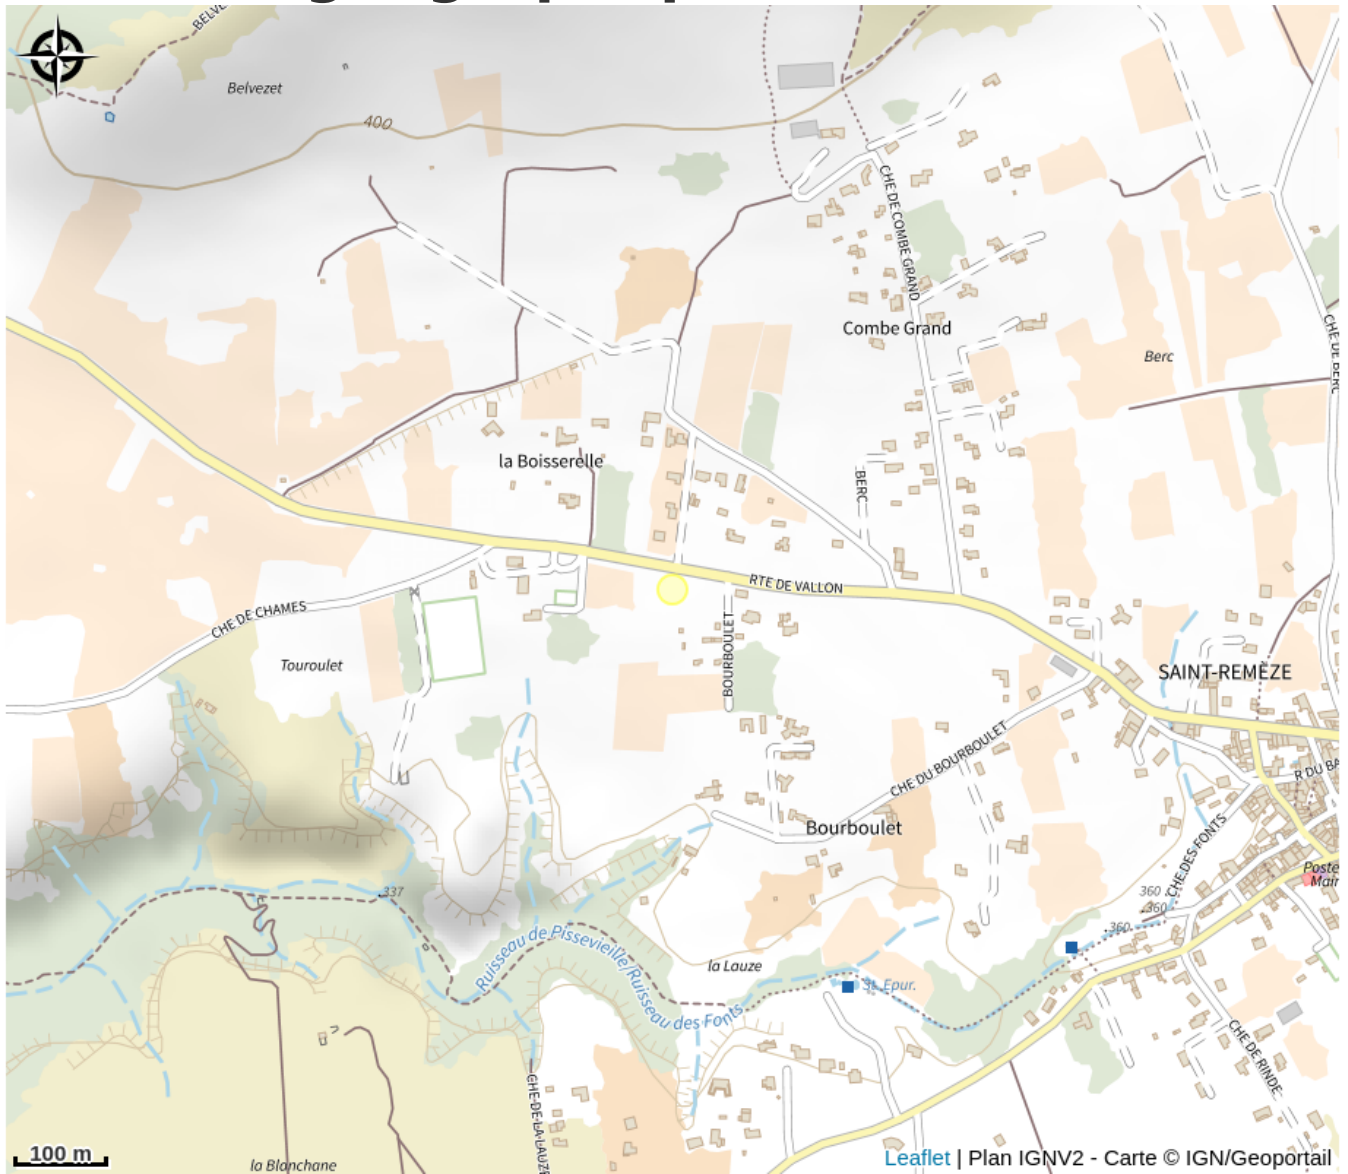 Belvezet
400
CHE DE COMBE GRAND
Combe Grand
Berc
CHE DE BERC
la Boisserelle
BERC
RTE DE VALLON
CHE DE CHAMES
BOURBOULET
Touroulet
SAINT-REMÈZE
CHE DU BOURBOULET
R DU BA
Bourboulet
CHE DES FONTS
Poste
Mair
337
360
360
360
Ruisseau de Pissevieille/Ruisseau des Fonts
la Lauze
St. Epur.
CHE DE RINDE
CHE DE LA LAUZE
la Blanchane
100 m
Leaflet | Plan IGNV2 - Carte © IGN/Geoportail